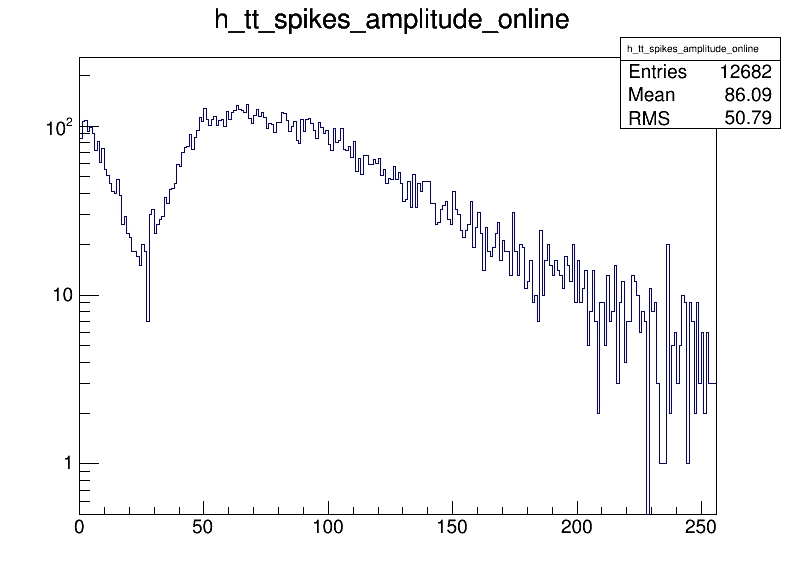 h_tt_spikes_amplitude_online
h_tt_spikes_amplitude_online
Entries 12682
Mean 86.09
RMS 50.79
10²
10
1
0 50 100 150 200 250